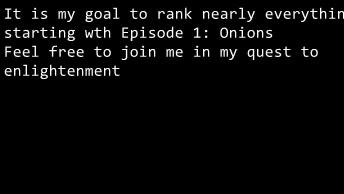 It is my goal to rank nearly everythin
starting wth Episode 1: Onions
Feel free to join me in my quest to
enlightenment